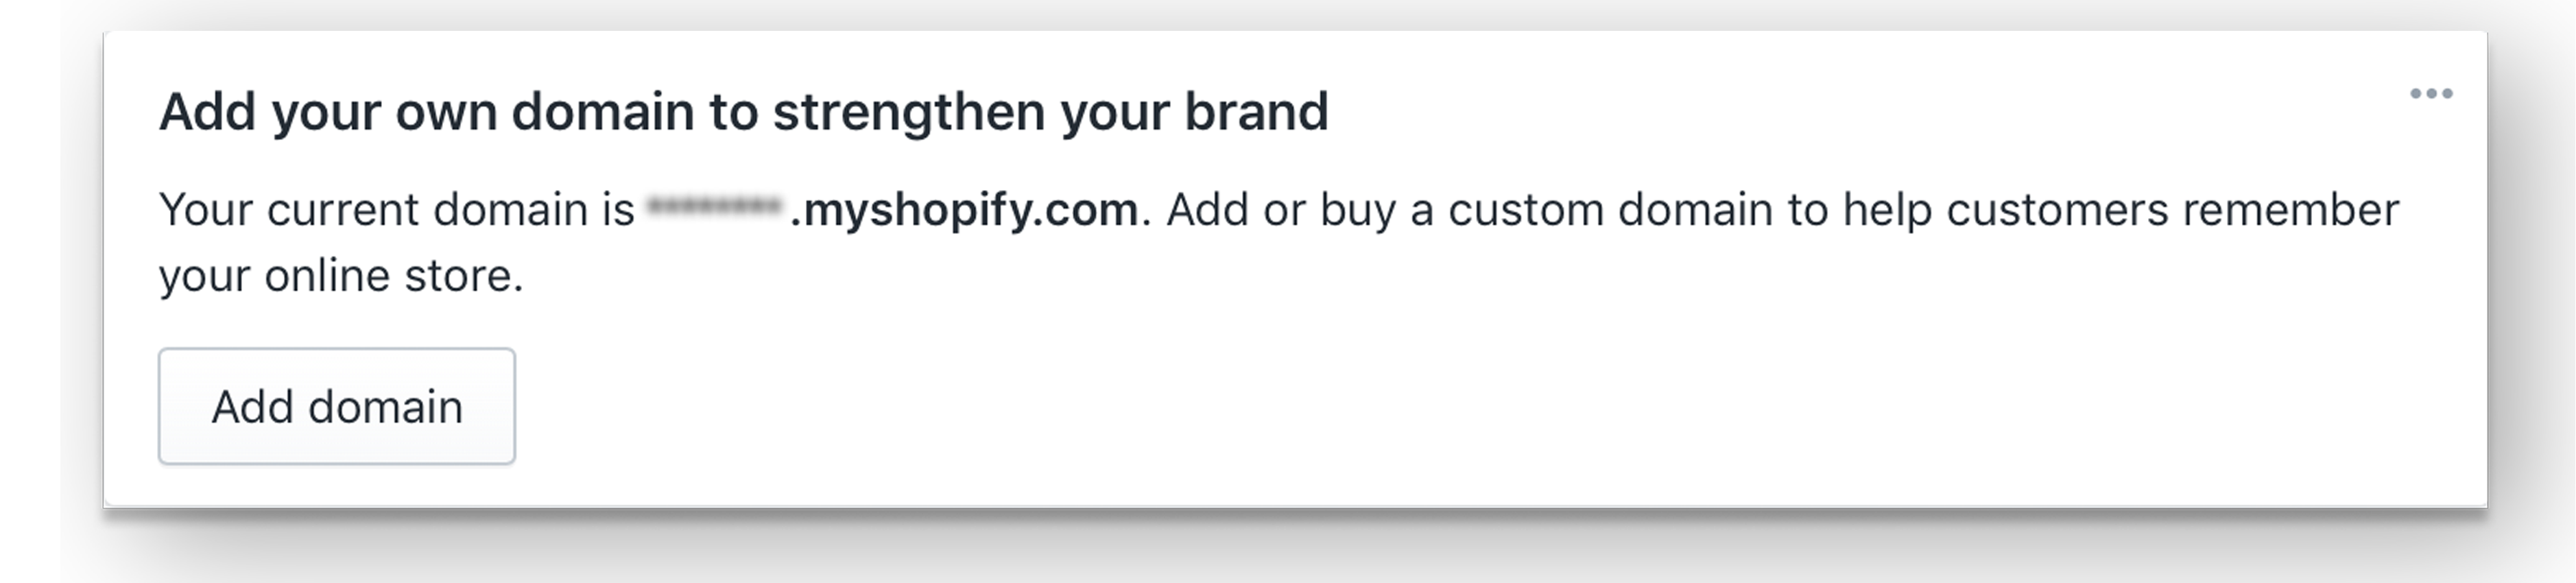 Add your own domain to strengthen your brand
Your current domain is ********.myshopify.com. Add or buy a custom domain to help customers remember
your online store.
Add domain